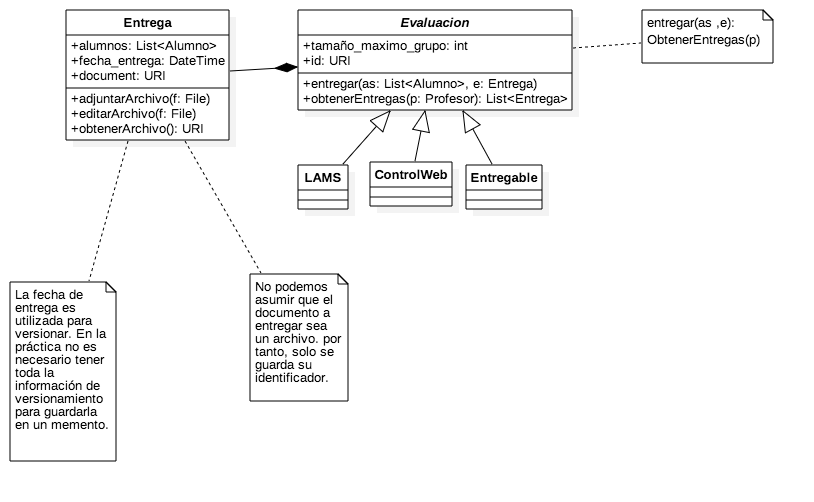 Entrega
+alumnos: List<Alumno>
+fecha_entrega: DateTime
+document: URI
+adjuntarArchivo(f: File)
+editarArchivo(f: File)
+obtenerArchivo(): URI
Evaluacion
+tamaño_maximo_grupo: int
+id: URI
+entregar(as: List<Alumno>, e: Entrega)
+obtenerEntregas(p: Profesor): List<Entrega>
entregar(as ,e):
ObtenerEntregas(p)
LAMS
ControlWeb
Entregable
La fecha de
entrega es
utilizada para
versionar. En la
práctica no es
necesario tener
toda la
información de
versionamiento
para guardarla
en un memento.
No podemos
asumir que el
documento a
entregar sea
un archivo. por
tanto, solo se
guarda su
identificador.